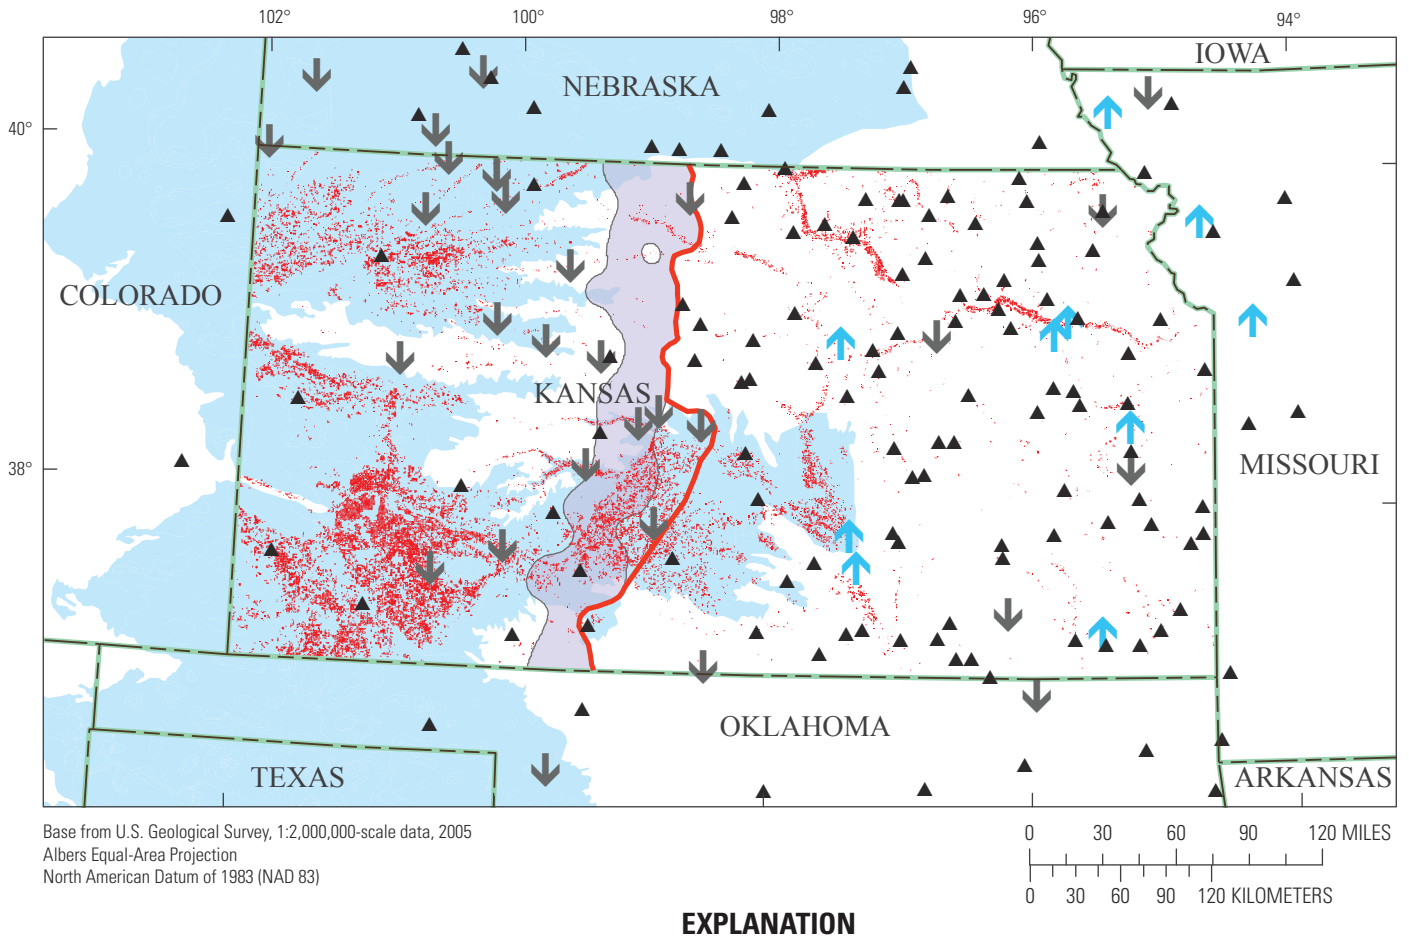 102°
100°
98°
96°
94°
IOWA
NEBRASKA
40°
COLORADO
KANSAS
38°
MISSOURI
OKLAHOMA
TEXAS
ARKANSAS
Base from U.S. Geological Survey, 1:2,000,000-scale data, 2005
Albers Equal-Area Projection
North American Datum of 1983 (NAD 83)
0 30 60 90 120 MILES
0 30 60 90 120 KILOMETERS
EXPLANATION